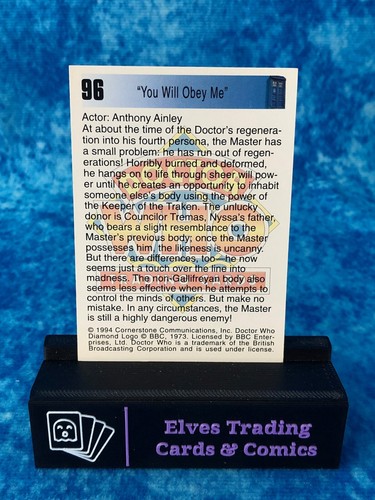 96
"You Will Obey Me"
Actor: Anthony Ainley
At about the time of the Doctor's regenera-
tion into his fourth persona, the Master has
a small problem: he has run out of regen-
erations! Horribly burned and deformed,
he hangs onto life through sheer will pow-
er until he creates an opportunity to inhabit
someone else's body using the power of
the Keeper of the Traken. The unlucky
donor is Councilor Tremas, Nyssa's father,
who bears a slight resemblance to the
Master's previous body; once the Master
possesses him, the likeness is uncanny.
But there are differences, too—he now
seems just a touch over the line into
madness. The non-Gallifreyan body also
seems less effective when he attempts to
control the minds of others. But make no
mistake. In any circumstances, the Master
is still a highly dangerous enemy!
© 1994 Cornerstone Communications, Inc. Doctor Who
Diamond Logo © BBC, 1973. Licensed by BBC Enter-
prises, Ltd. Doctor Who is a trademark of the British
Broadcasting Corporation and is used under license.
Elves Trading
Cards & Comics